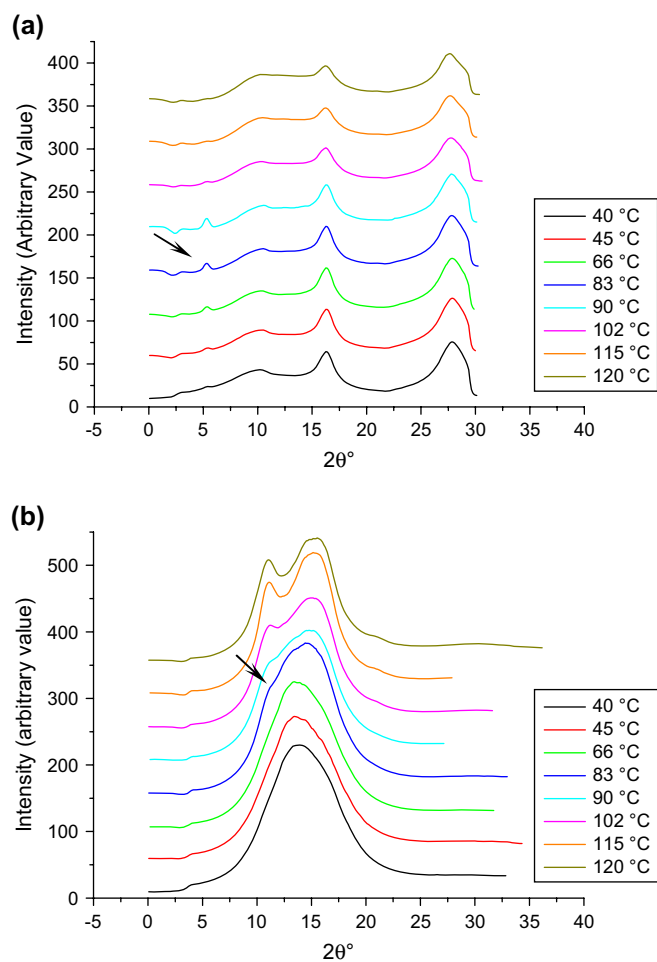 (a)
400
350
300
250
200
150
100
50
0
Intensity (Arbitrary Value)
-5 0 5 10 15 20 25 30 35 40
2θ°
40 °C
45 °C
66 °C
83 °C
90 °C
102 °C
115 °C
120 °C
(b)
500
400
300
200
100
0
Intensity (arbitrary value)
-5 0 5 10 15 20 25 30 35 40
2θ°
40 °C
45 °C
66 °C
83 °C
90 °C
102 °C
115 °C
120 °C